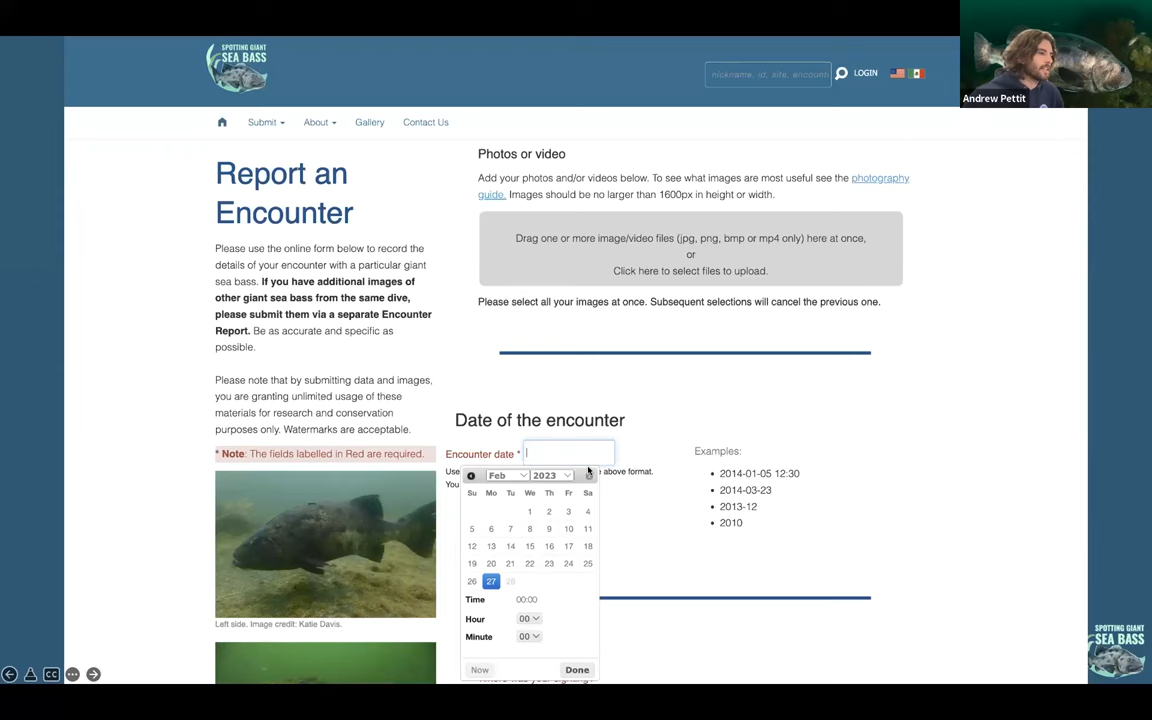 SPOTTING GIANT
SEA BASS
nickname, id, site, encount
LOGIN
Andrew Pettit
Submit
About
Gallery
Contact Us
Report an
Encounter
Please use the online form below to record the
details of your encounter with a particular giant
sea bass. If you have additional images of
other giant sea bass from the same dive,
please submit them via a separate Encounter
Report. Be as accurate and specific as
possible.
Please note that by submitting data and images,
you are granting unlimited usage of these
materials for research and conservation
purposes only. Watermarks are acceptable.
* Note: The fields labelled in Red are required.
Left side. Image credit: Katie Davis.
Photos or video
Add your photos and/or videos below. To see what images are most useful see the photography
guide. Images should be no larger than 1600px in height or width.
Drag one or more image/video files (jpg, png, bmp or mp4 only) here at once,
or
Click here to select files to upload.
Please select all your images at once. Subsequent selections will cancel the previous one.
Date of the encounter
Encounter date *
Use
above format.
You
Feb 2023
Su Mo Tu We Th Fr Sa
1 2 3 4
5 6 7 8 9 10 11
12 13 14 15 16 17 18
19 20 21 22 23 24 25
26 27 28
Time 00:00
Hour 00
Minute 00
Now Done
Examples:
• 2014-01-05 12:30
• 2014-03-23
• 2013-12
• 2010
CC
SPOTTING GIANT
SEA BASS